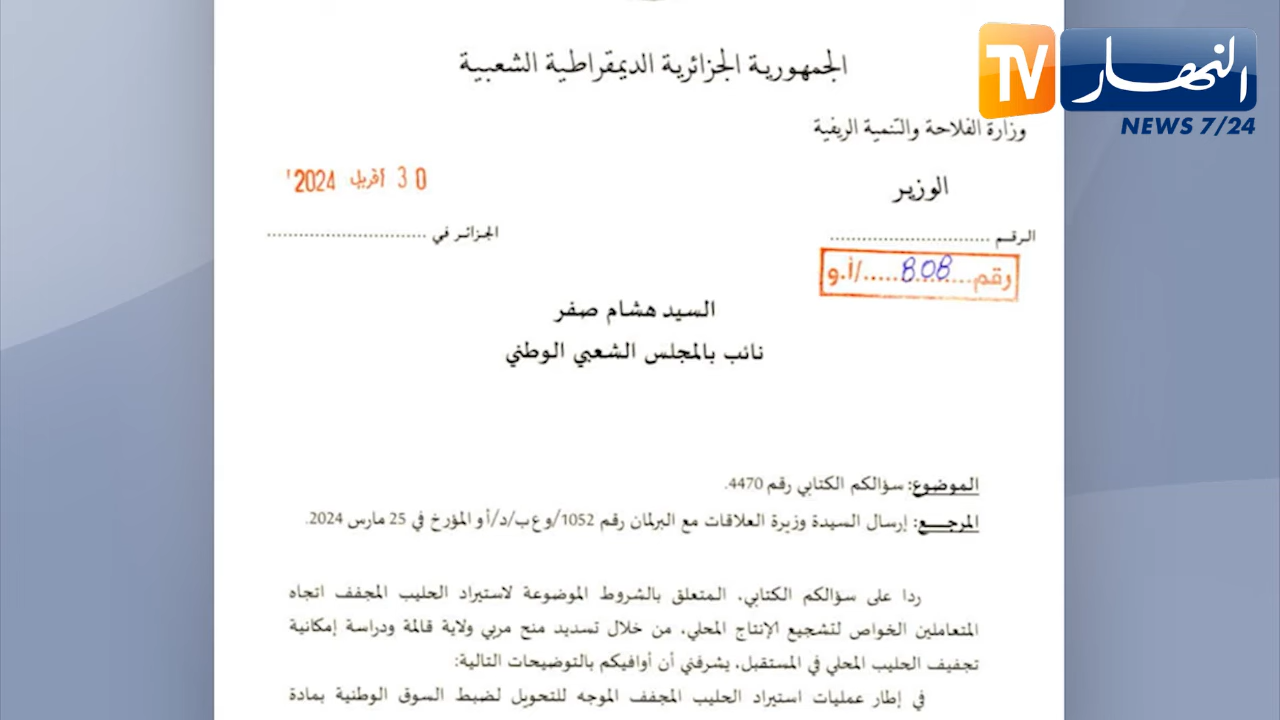 الجمهورية الجزائرية الديمقراطية الشعبية
TV النهار
NEWS 7/24
وزارة الفلاحة والتنمية الريفية
الوزير
30 أفريل 2024
الرقم ..............................
الجزائر في ..............................
رقم.....808...../أ.و
السيد هشام صفر
نائب بالمجلس الشعبي الوطني
الموضوع: سؤالكم الكتابي رقم 4470.
المرجــع: إرسال السيدة وزيرة العلاقات مع البرلمان رقم 1052/وع ب/د/أ و المؤرخ في 25 مارس 2024.
ردا على سؤالكم الكتابي، المتعلق بالشروط الموضوعة لاستيراد الحليب المجفف اتجاه
المتعاملين الخواص لتشجيع الإنتاج المحلي، من خلال تسديد منح مربي ولاية قالمة ودراسة إمكانية
تجفيف الحليب المحلي في المستقبل، يشرفني أن أوافيكم بالتوضيحات التالية:
في إطار عمليات استيراد الحليب المجفف الموجه للتحويل لضبط السوق الوطنية بمادة